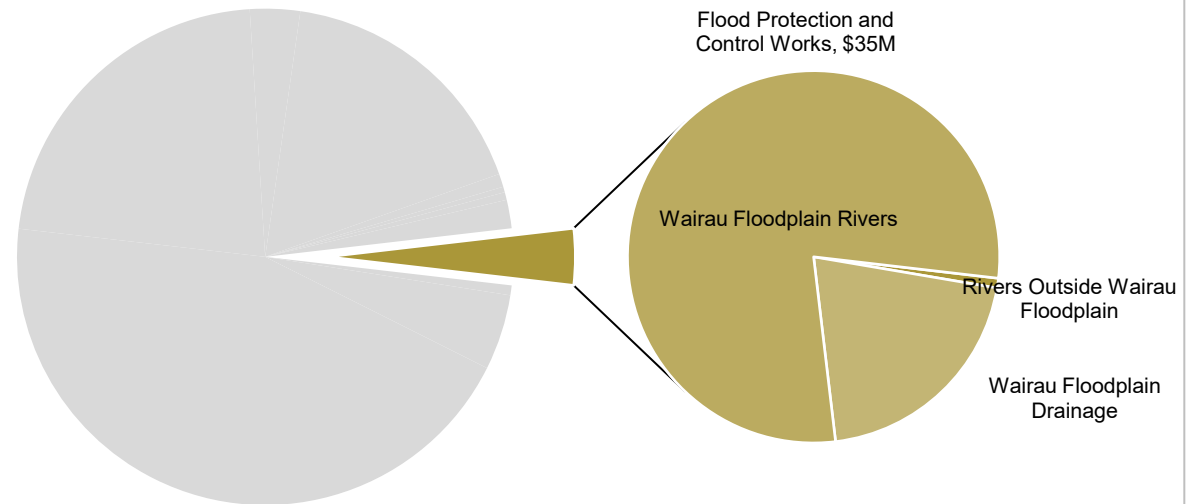 Flood Protection and
Control Works, $35M
Wairau Floodplain Rivers
Rivers Outside Wairau
Floodplain
Wairau Floodplain
Drainage